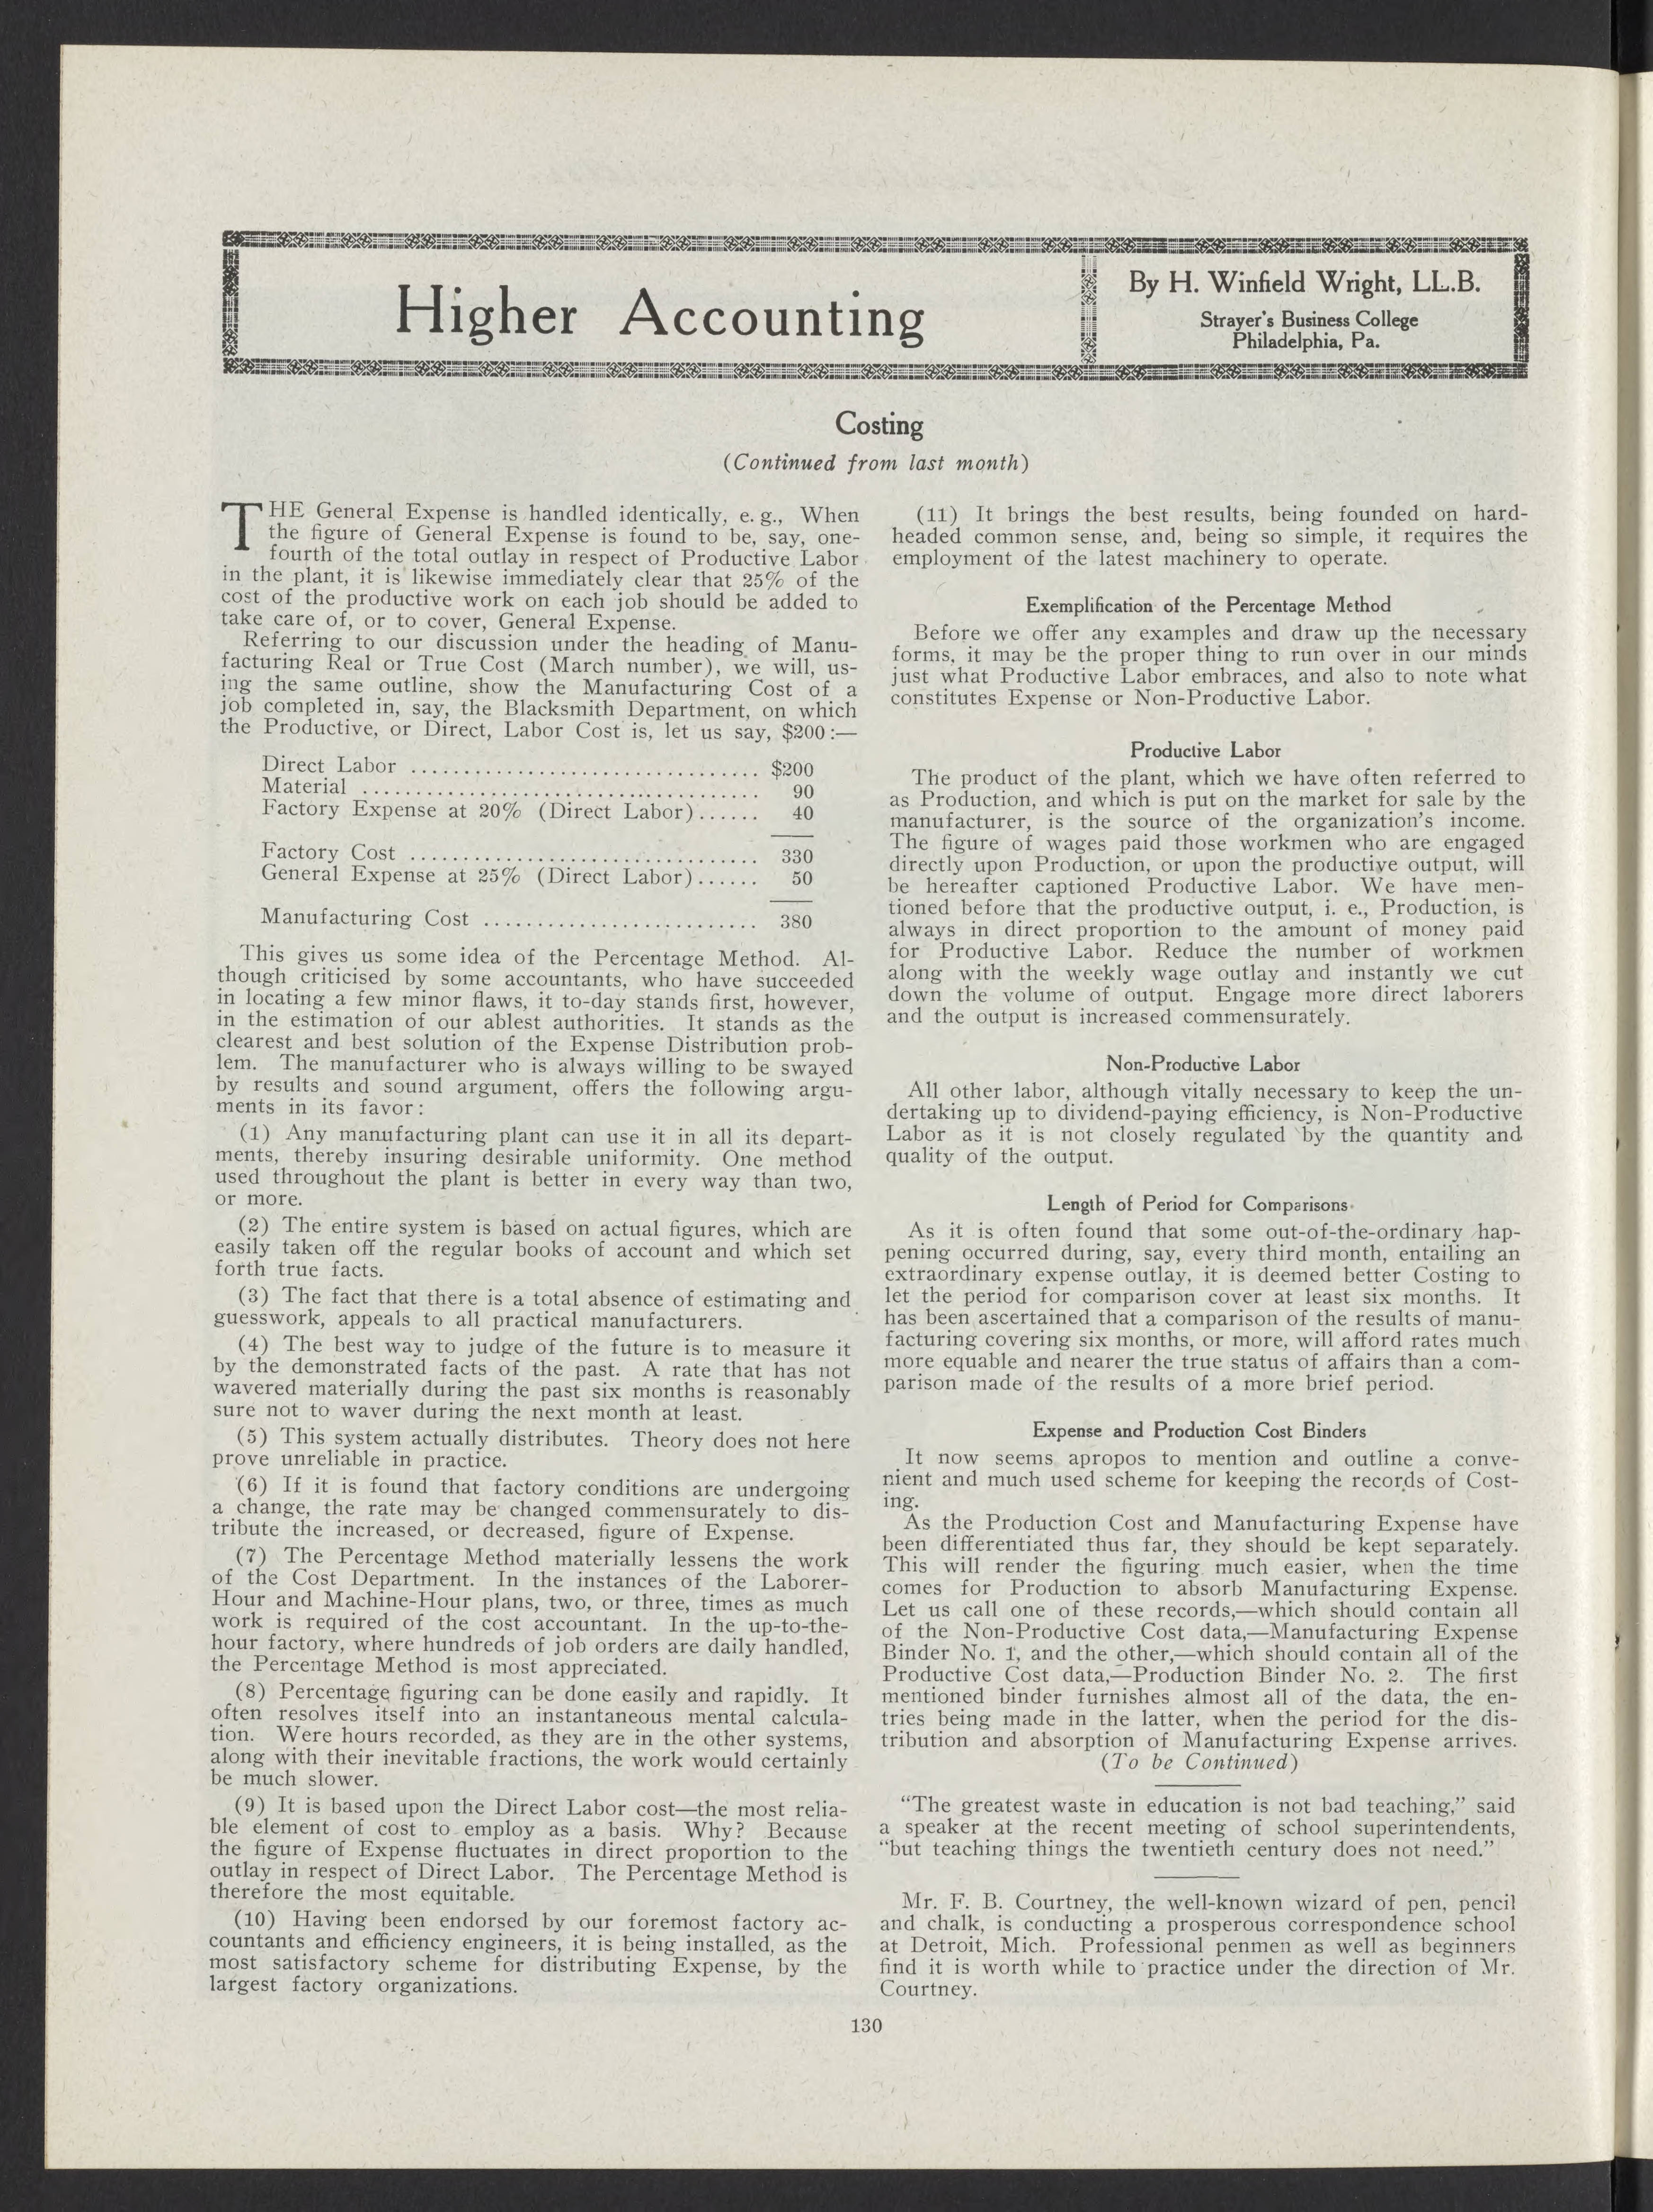 Higher Accounting
By H. Winfield Wright, LL.B.
Strayer's Business College
Philadelphia, Pa.
Costing
(Continued from last month)
THE General Expense is handled identically, e. g., When
the figure of General Expense is found to be, say, one-
fourth of the total outlay in respect of Productive Labor
in the plant, it is likewise immediately clear that 25% of the
cost of the productive work on each job should be added to
take care of, or to cover, General Expense.
Referring to our discussion under the heading of Manu-
facturing Real or True Cost (March number), we will, us-
ing the same outline, show the Manufacturing Cost of a
job completed in, say, the Blacksmith Department, on which
the Productive, or Direct, Labor Cost is, let us say, $200:—
Direct Labor ................................. $200
Material ..................................... 90
Factory Expense at 20% (Direct Labor)...... 40
Factory Cost ................................. 330
General Expense at 25% (Direct Labor)...... 50
Manufacturing Cost .......................... 380
This gives us some idea of the Percentage Method. Al-
though criticised by some accountants, who have succeeded
in locating a few minor flaws, it to-day stands first, however,
in the estimation of our ablest authorities. It stands as the
clearest and best solution of the Expense Distribution prob-
lem. The manufacturer who is always willing to be swayed
by results and sound argument, offers the following argu-
ments in its favor:
(1) Any manufacturing plant can use it in all its depart-
ments, thereby insuring desirable uniformity. One method
used throughout the plant is better in every way than two,
or more.
(2) The entire system is based on actual figures, which are
easily taken off the regular books of account and which set
forth true facts.
(3) The fact that there is a total absence of estimating and
guesswork, appeals to all practical manufacturers.
(4) The best way to judge of the future is to measure it
by the demonstrated facts of the past. A rate that has not
wavered materially during the past six months is reasonably
sure not to waver during the next month at least.
(5) This system actually distributes. Theory does not here
prove unreliable in practice.
(6) If it is found that factory conditions are undergoing
a change, the rate may be changed commensurately to dis-
tribute the increased, or decreased, figure of Expense.
(7) The Percentage Method materially lessens the work
of the Cost Department. In the instances of the Laborer-
Hour and Machine-Hour plans, two, or three, times as much
work is required of the cost accountant. In the up-to-the-
hour factory, where hundreds of job orders are daily handled,
the Percentage Method is most appreciated.
(8) Percentage figuring can be done easily and rapidly. It
often resolves itself into an instantaneous mental calcula-
tion. Were hours recorded, as they are in the other systems,
along with their inevitable fractions, the work would certainly
be much slower.
(9) It is based upon the Direct Labor cost—the most relia-
ble element of cost to employ as a basis. Why? Because
the figure of Expense fluctuates in direct proportion to the
outlay in respect of Direct Labor. The Percentage Method is
therefore the most equitable.
(10) Having been endorsed by our foremost factory ac-
countants and efficiency engineers, it is being installed, as the
most satisfactory scheme for distributing Expense, by the
largest factory organizations.
(11) It brings the best results, being founded on hard-
headed common sense, and, being so simple, it requires the
employment of the latest machinery to operate.
Exemplification of the Percentage Method
Before we offer any examples and draw up the necessary
forms, it may be the proper thing to run over in our minds
just what Productive Labor embraces, and also to note what
constitutes Expense or Non-Productive Labor.
Productive Labor
The product of the plant, which we have often referred to
as Production, and which is put on the market for sale by the
manufacturer, is the source of the organization's income.
The figure of wages paid those workmen who are engaged
directly upon Production, or upon the productive output, will
be hereafter captioned Productive Labor. We have men-
tioned before that the productive output, i. e., Production, is
always in direct proportion to the amount of money paid
for Productive Labor. Reduce the number of workmen
along with the weekly wage outlay and instantly we cut
down the volume of output. Engage more direct laborers
and the output is increased commensurately.
Non-Productive Labor
All other labor, although vitally necessary to keep the un-
dertaking up to dividend-paying efficiency, is Non-Productive
Labor as it is not closely regulated by the quantity and
quality of the output.
Length of Period for Comparisons
As it is often found that some out-of-the-ordinary hap-
pening occurred during, say, every third month, entailing an
extraordinary expense outlay, it is deemed better Costing to
let the period for comparison cover at least six months. It
has been ascertained that a comparison of the results of manu-
facturing covering six months, or more, will afford rates much
more equable and nearer the true status of affairs than a com-
parison made of the results of a more brief period.
Expense and Production Cost Binders
It now seems apropos to mention and outline a conve-
nient and much used scheme for keeping the records of Cost-
ing.
As the Production Cost and Manufacturing Expense have
been differentiated thus far, they should be kept separately.
This will render the figuring much easier, when the time
comes for Production to absorb Manufacturing Expense.
Let us call one of these records,—which should contain all
of the Non-Productive Cost data,—Manufacturing Expense
Binder No. 1, and the other,—which should contain all of the
Productive Cost data,—Production Binder No. 2. The first
mentioned binder furnishes almost all of the data, the en-
tries being made in the latter, when the period for the dis-
tribution and absorption of Manufacturing Expense arrives.
(To be Continued)
"The greatest waste in education is not bad teaching," said
a speaker at the recent meeting of school superintendents,
"but teaching things the twentieth century does not need."
Mr. F. B. Courtney, the well-known wizard of pen, pencil
and chalk, is conducting a prosperous correspondence school
at Detroit, Mich. Professional penmen as well as beginners
find it is worth while to practice under the direction of Mr.
Courtney.
130